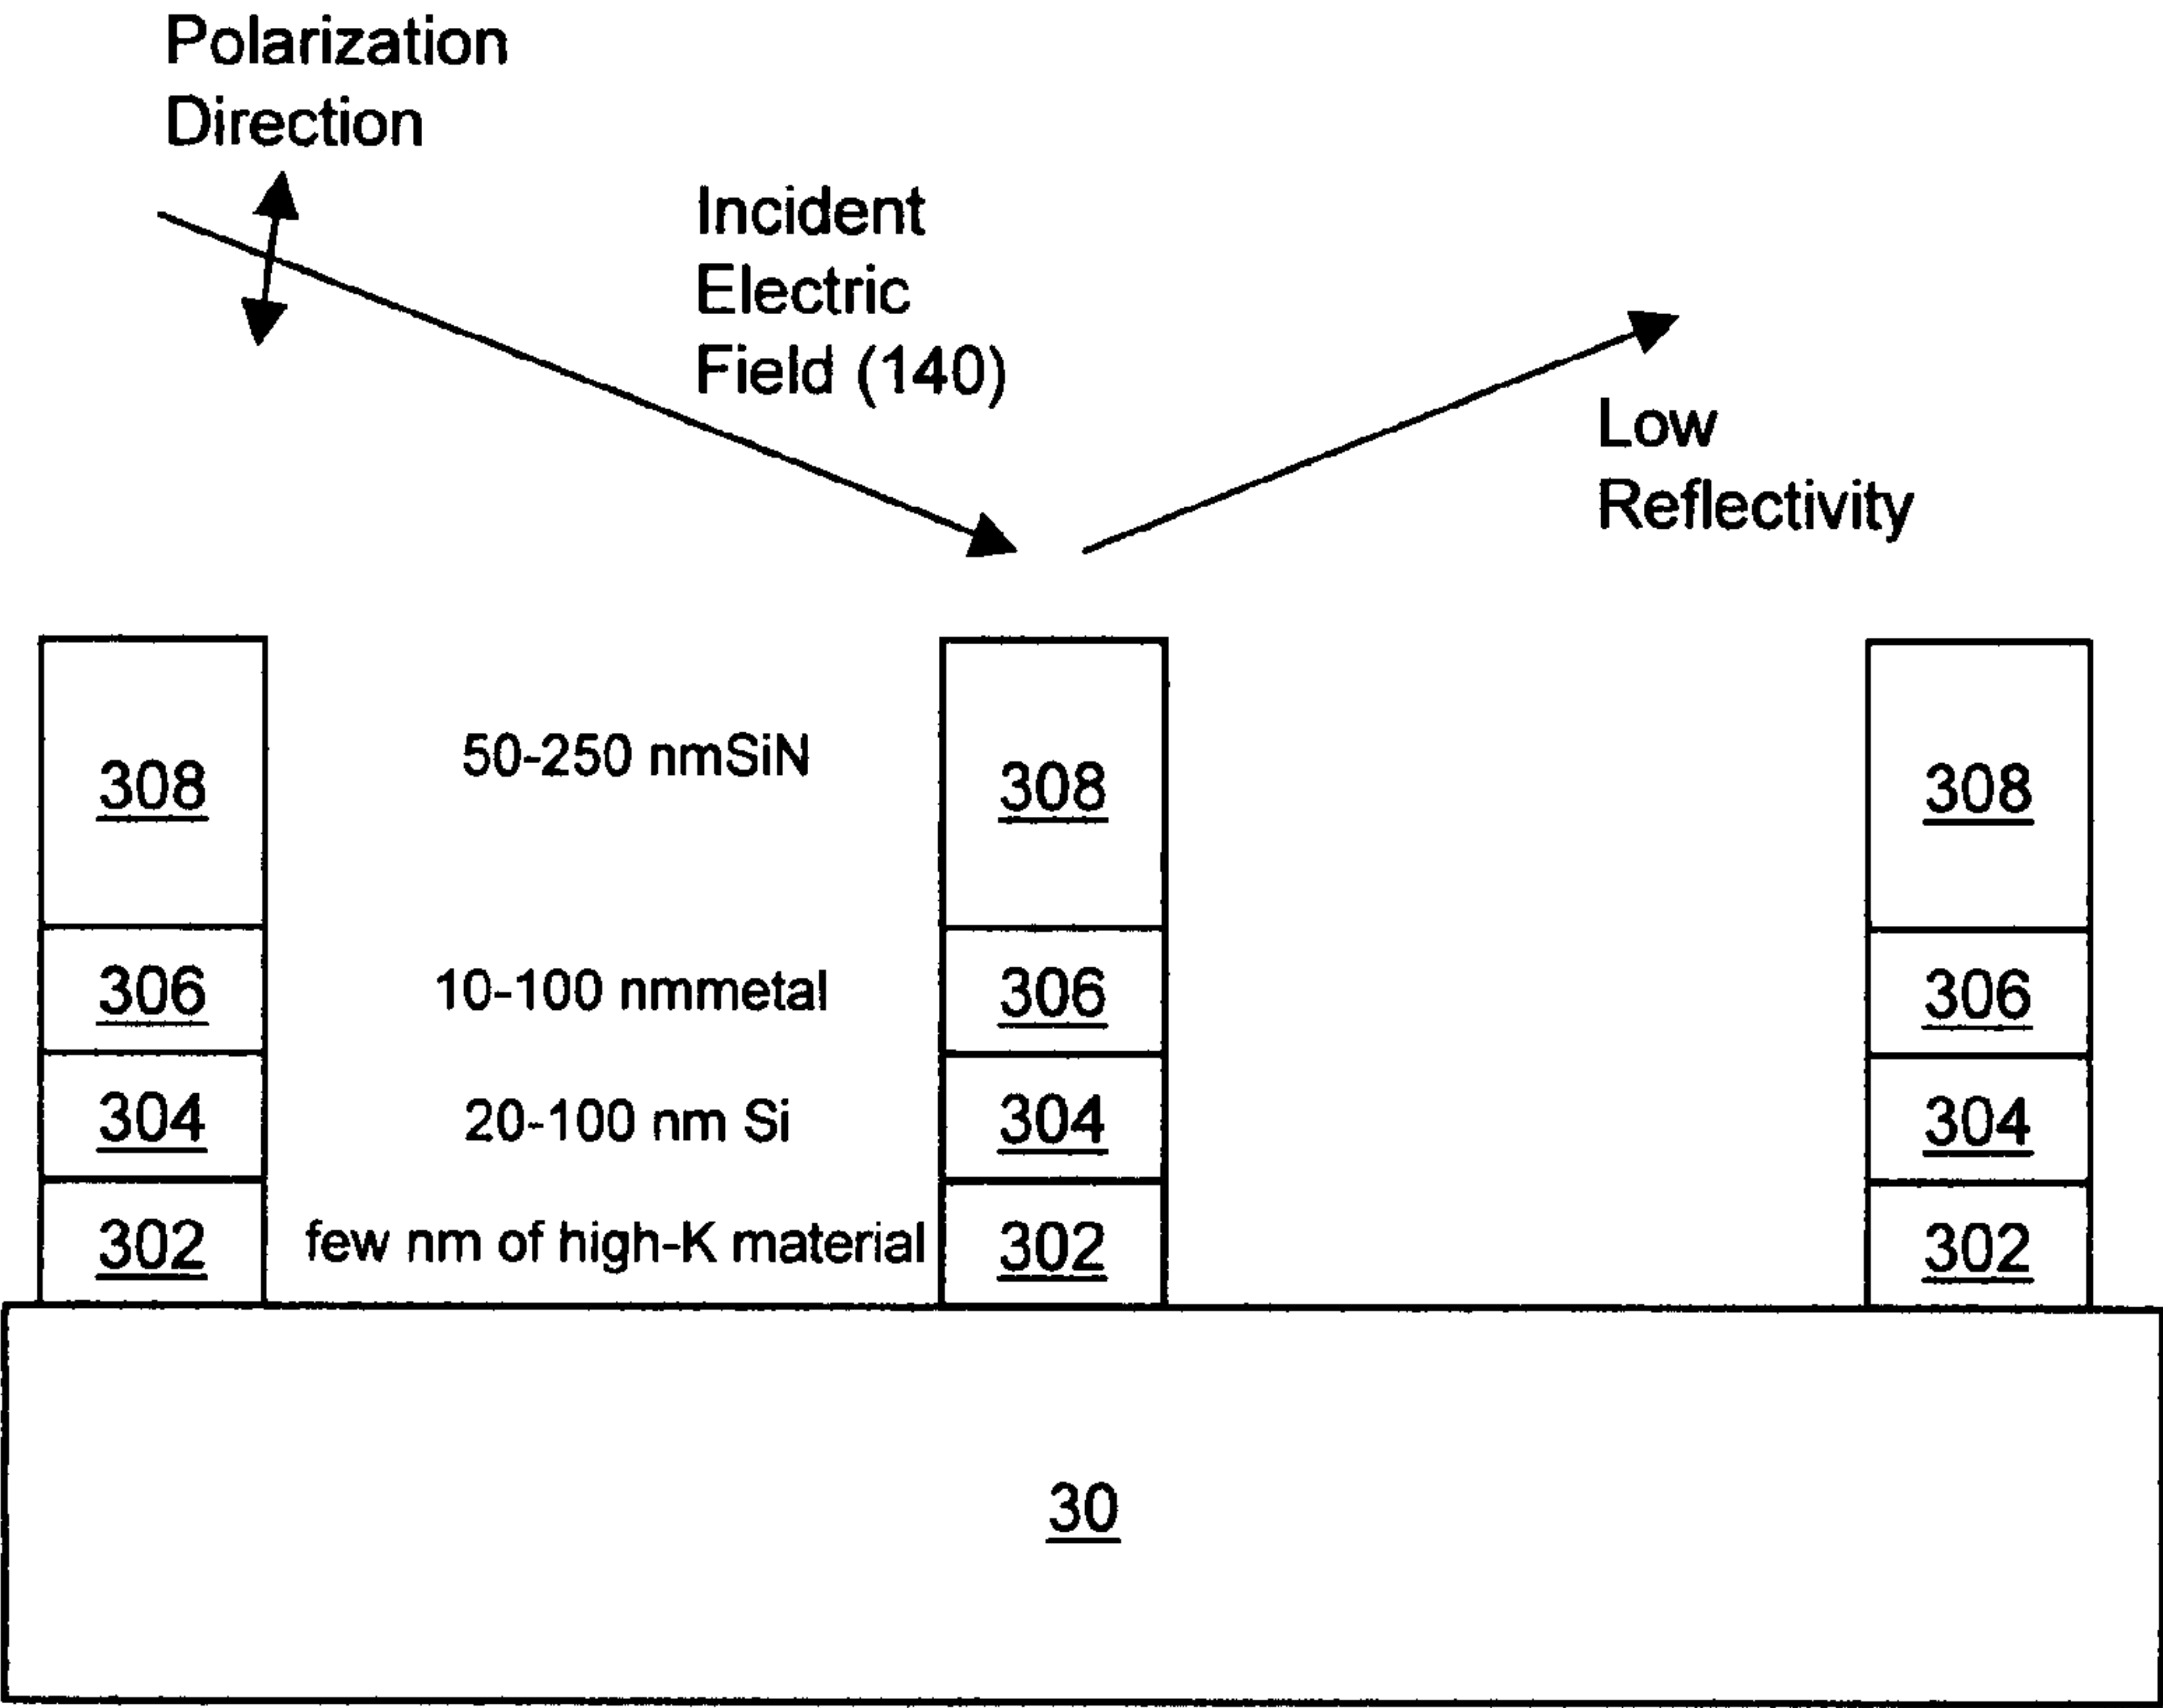 Polarization
Direction
Incident
Electric
Field (140)
Low
Reflectivity
308
50-250 nmSiN
308
308
306
10-100 nmmetal
306
306
304
20-100 nm Si
304
304
302
few nm of high-K material
302
302
30